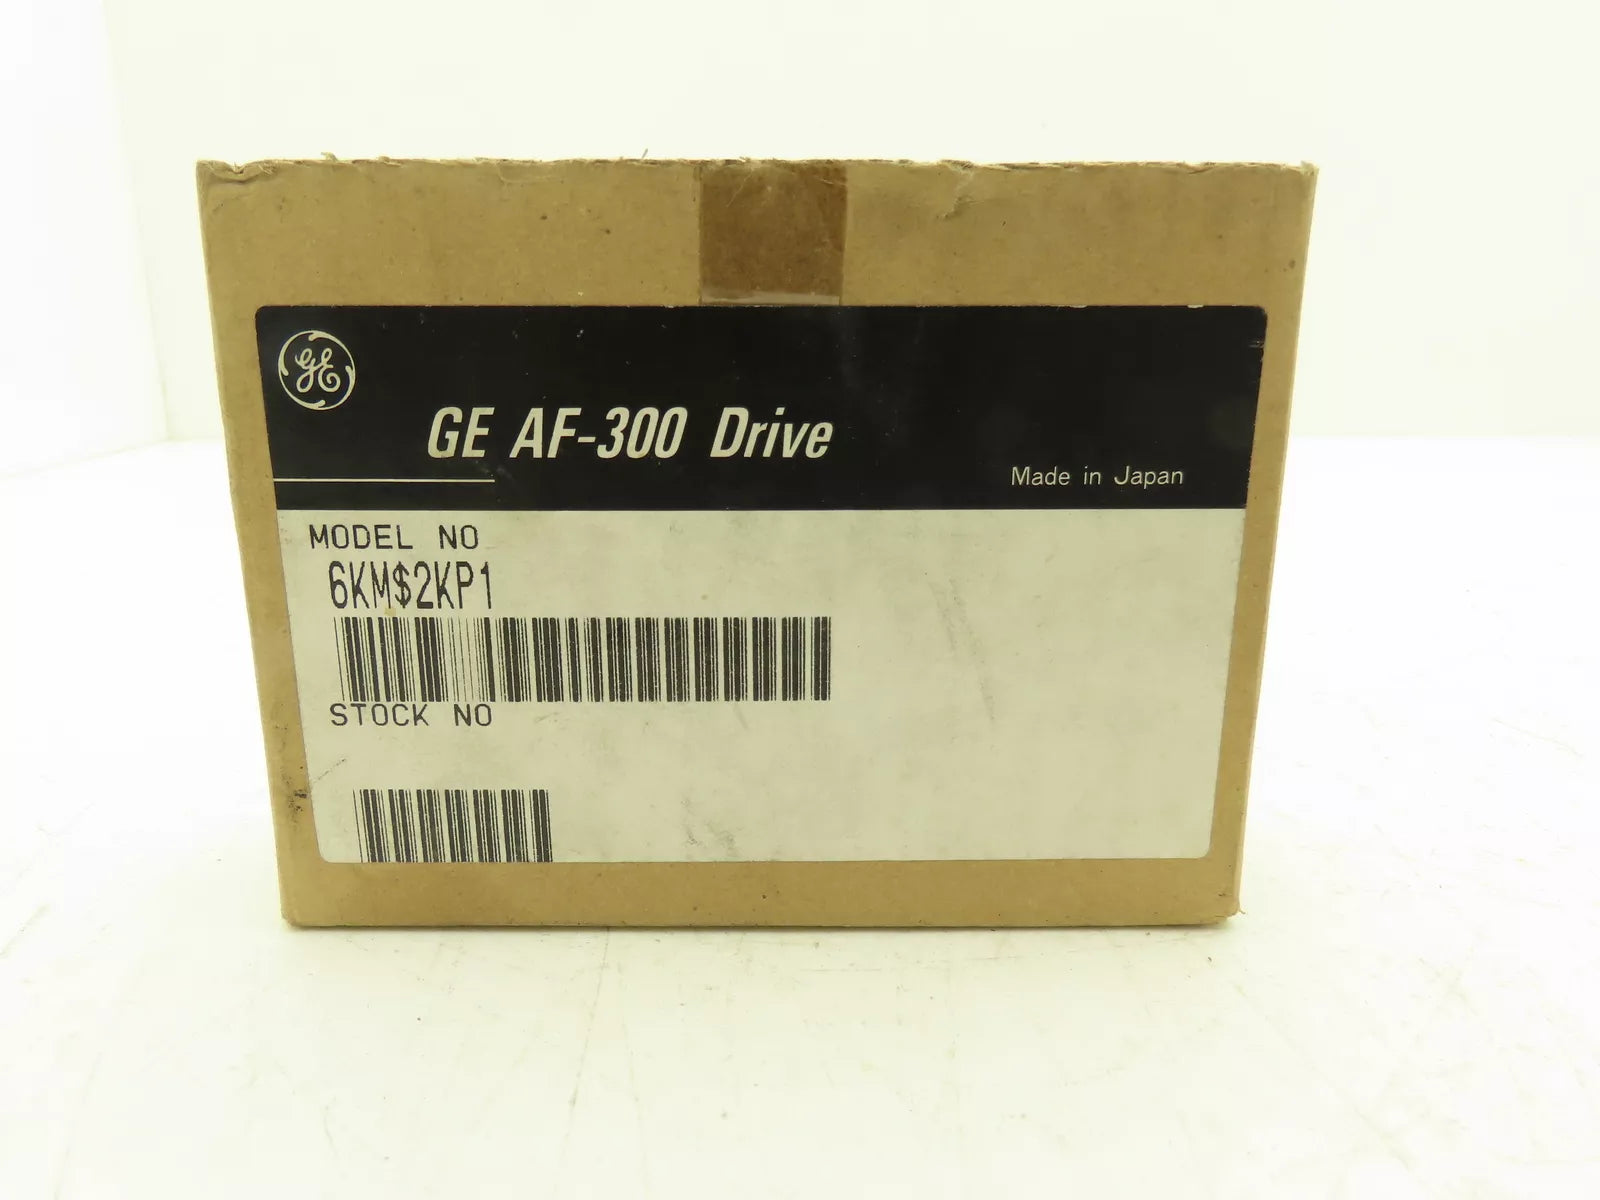 GE
GE AF-300 Drive
Made in Japan
MODEL NO
6KM$2KP1
STOCK NO